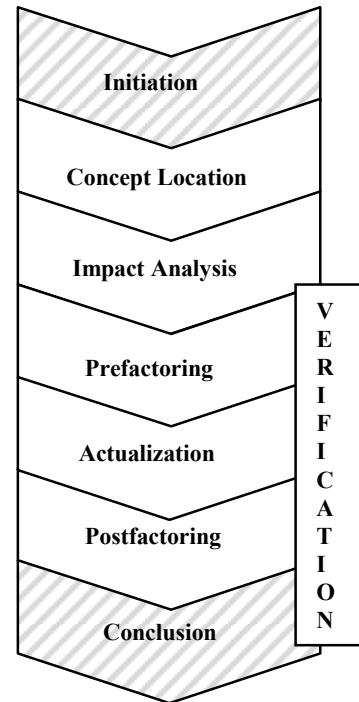 Initiation
Concept Location
Impact Analysis
Prefactoring
Actualization
Postfactoring
Conclusion
V
E
R
I
F
I
C
A
T
I
O
N